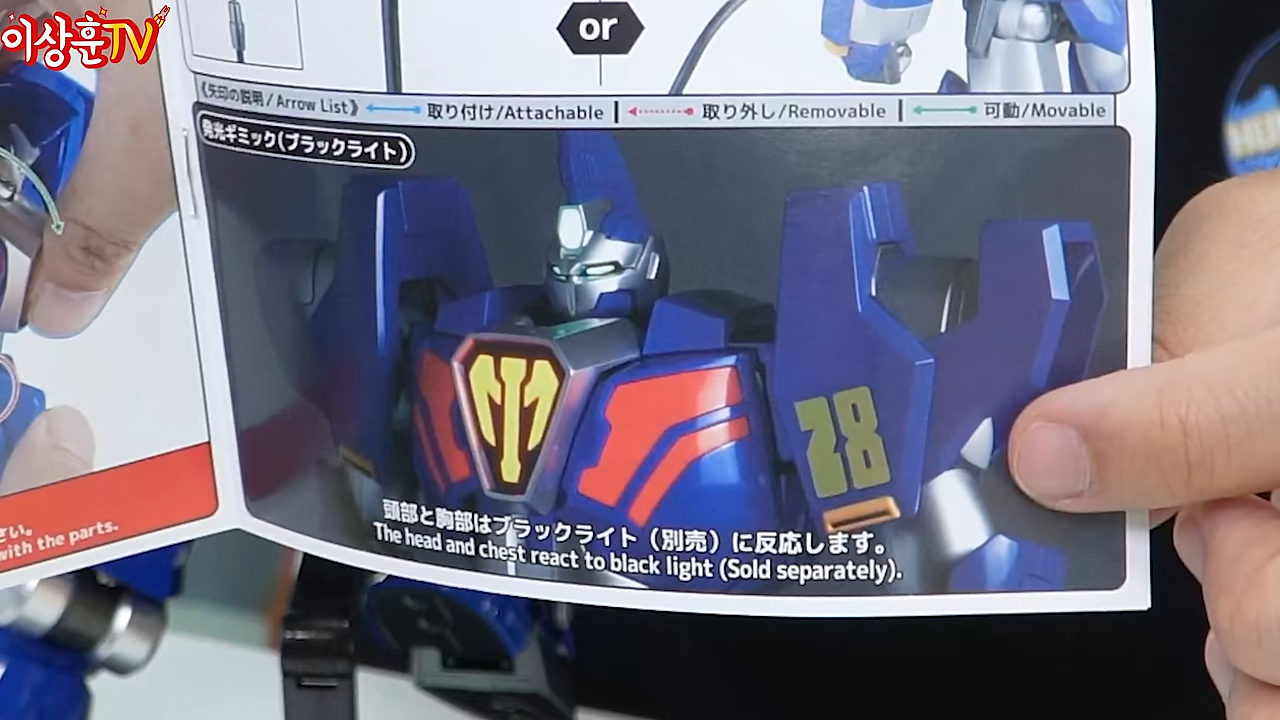 이상훈TV
or
《矢印の説明/Arrow List》 取り付け/Attachable | 取り外し/Removable | 可動/Movable
発光ギミック(ブラックライト)
28
頭部と胸部はブラックライト（別売）に反応します。
The head and chest react to black light (Sold separately).
さい。
with the parts.